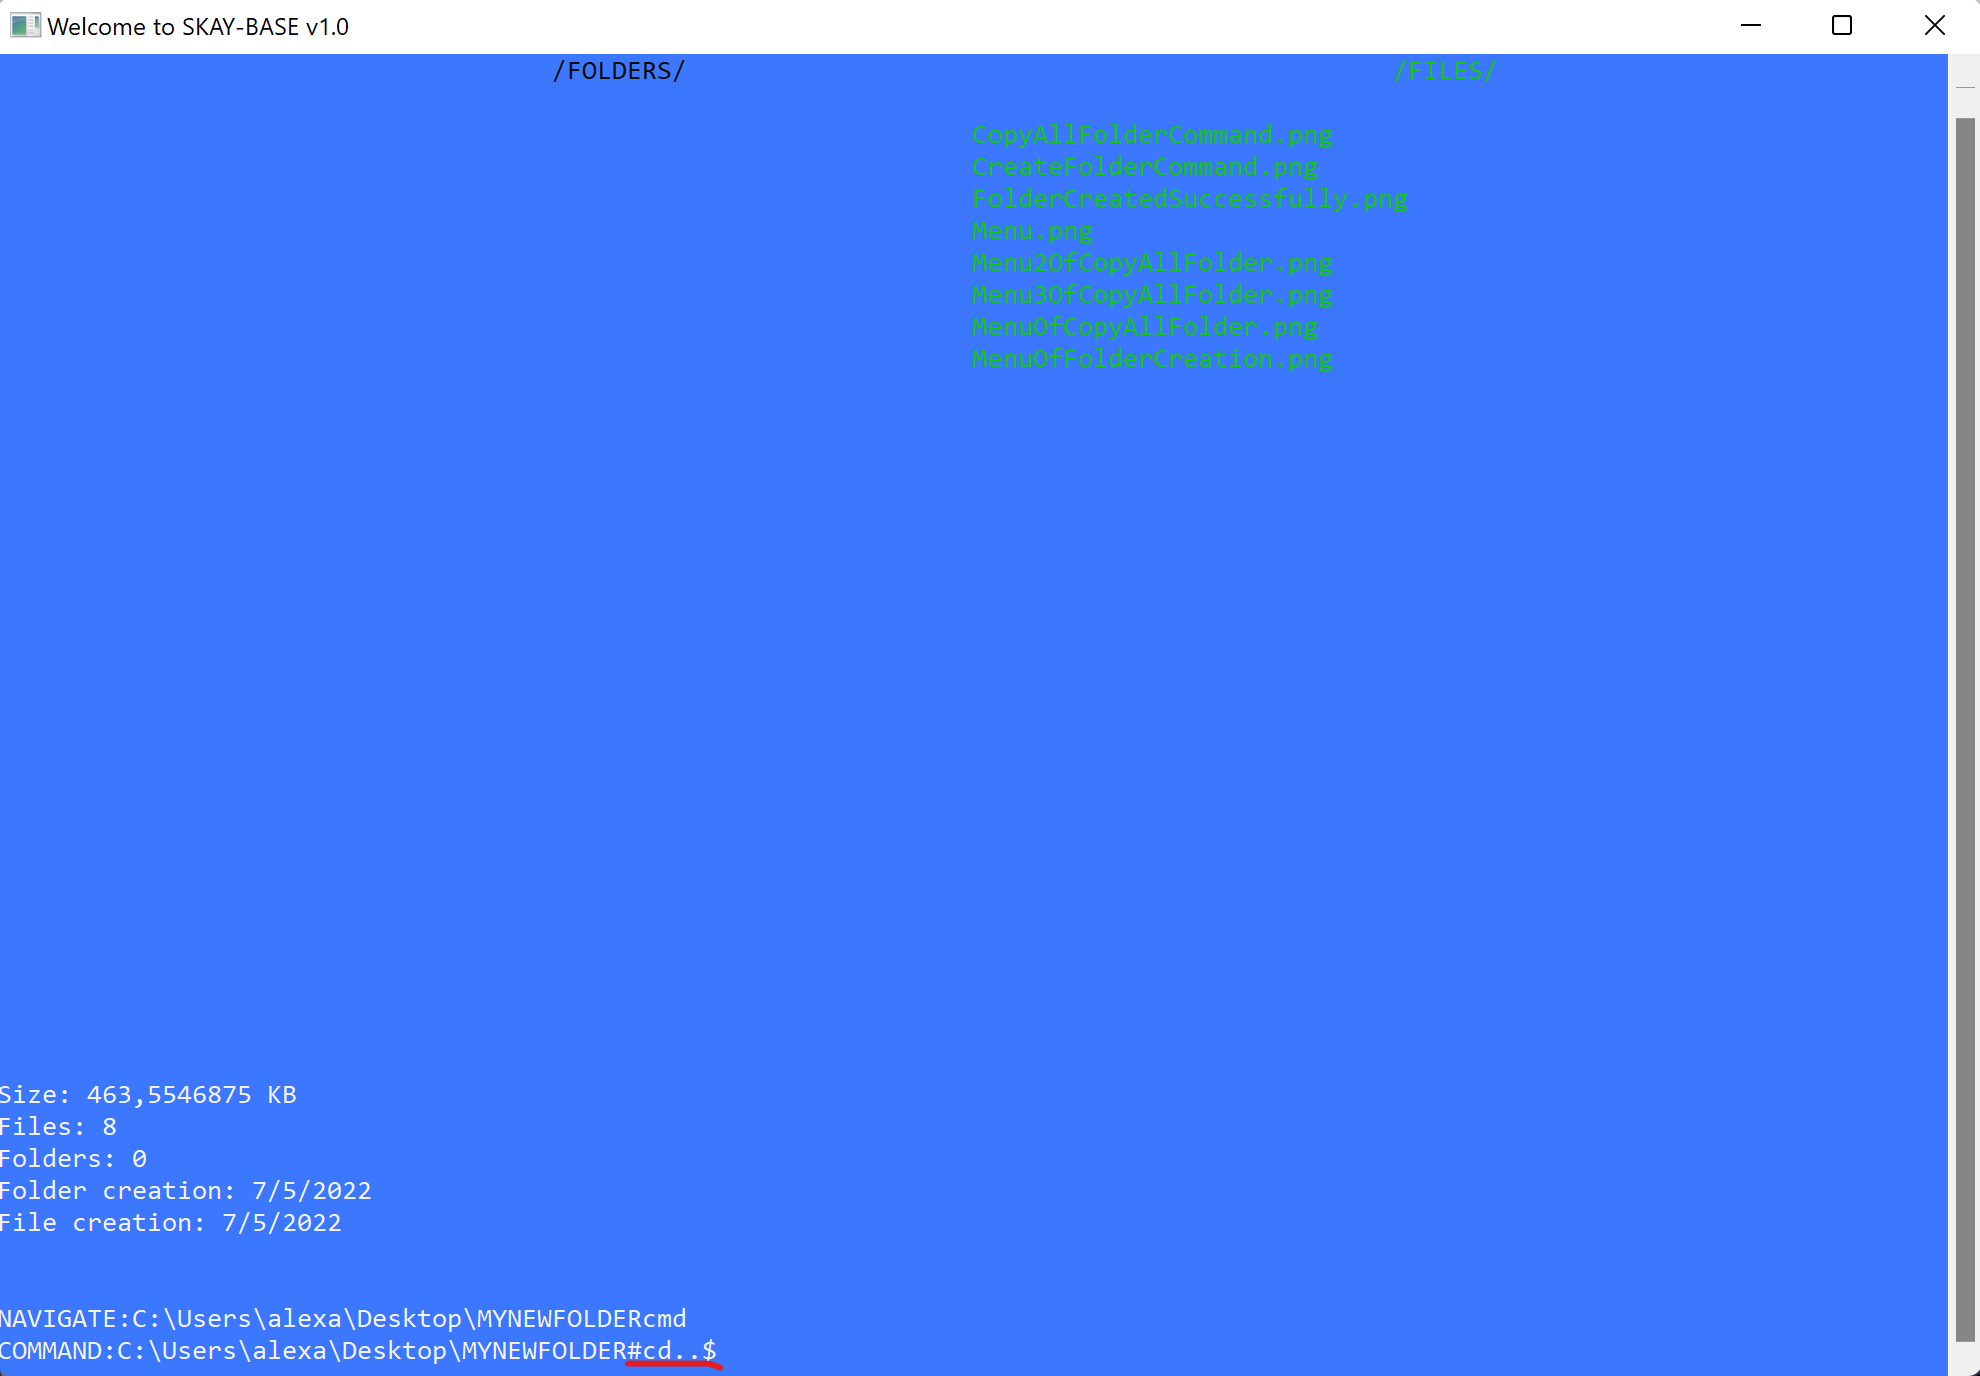 Welcome to SKAY-BASE v1.0
/FOLDERS/ /FILES/
CopyAllFolderCommand.png
CreateFolderCommand.png
FolderCreatedSuccessfully.png
Menu.png
Menu2OfCopyAllFolder.png
Menu3OfCopyAllFolder.png
MenuOfCopyAllFolder.png
MenuOfFolderCreation.png
Size: 463,5546875 KB
Files: 8
Folders: 0
Folder creation: 7/5/2022
File creation: 7/5/2022
NAVIGATE:C:\Users\alexa\Desktop\MYNEWFOLDERcmd
COMMAND:C:\Users\alexa\Desktop\MYNEWFOLDER#cd..$